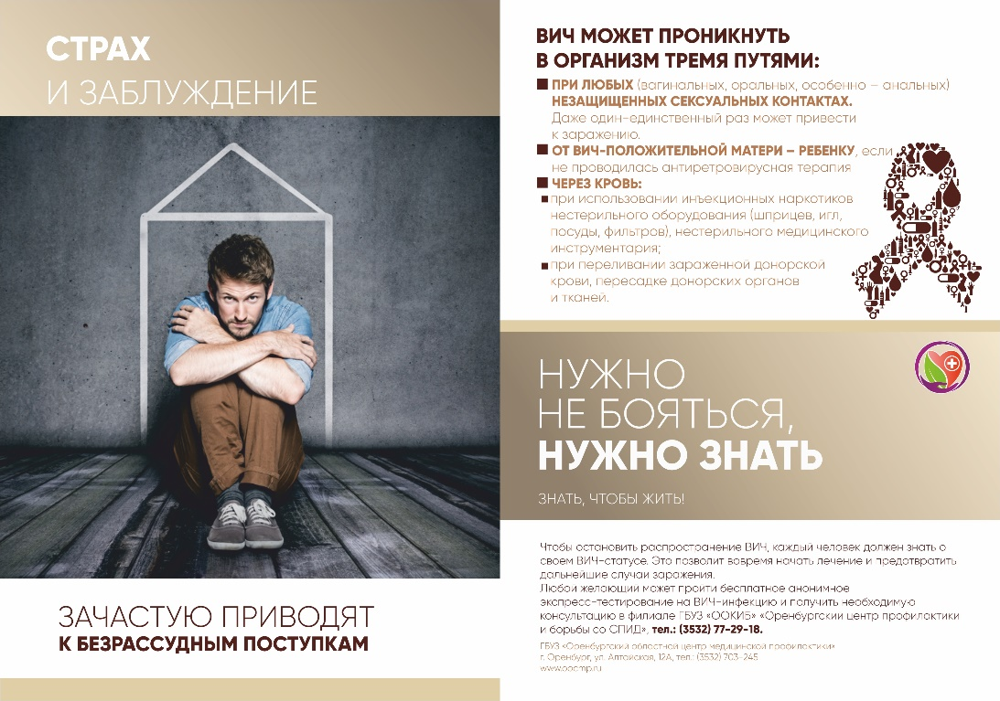 СТРАХ
И ЗАБЛУЖДЕНИЕ
ЗАЧАСТУЮ ПРИВОДЯТ
К БЕЗРАССУДНЫМ ПОСТУПКАМ
ВИЧ МОЖЕТ ПРОНИКНУТЬ
В ОРГАНИЗМ ТРЕМЯ ПУТЯМИ:
ПРИ ЛЮБЫХ (вагинальных, оральных, особенно – анальных)
НЕЗАЩИЩЕННЫХ СЕКСУАЛЬНЫХ КОНТАКТАХ.
Даже один-единственный раз может привести
к заражению.
ОТ ВИЧ-ПОЛОЖИТЕЛЬНОЙ МАТЕРИ – РЕБЕНКУ, если
не проводилась антиретровирусная терапия
ЧЕРЕЗ КРОВЬ:
при использовании инъекционных наркотиков
нестерильного оборудования (шприцев, игл,
посуды, фильтров), нестерильного медицинского
инструментария;
при переливании зараженной донорской
крови, пересадке донорских органов
и тканей.
НУЖНО
НЕ БОЯТЬСЯ,
НУЖНО ЗНАТЬ
ЗНАТЬ, ЧТОБЫ ЖИТЬ!
Чтобы остановить распространение ВИЧ, каждый человек должен знать о
своем ВИЧ-статусе. Это позволит вовремя начать лечение и предотвратить
дальнейшие случаи заражения.
Любой желающий может пройти бесплатное анонимное
экспресс-тестирование на ВИЧ-инфекцию и получить необходимую
консультацию в филиале ГБУЗ «ООКИБ» «Оренбургский центр профилактики
и борьбы со СПИД», тел.: (3532) 77-29-18.
ГБУЗ «Оренбургский областной центр медицинской профилактики»
г. Оренбург, ул. Алтайская, 12А, тел.: (3532) 703-245
www.oocmp.ru